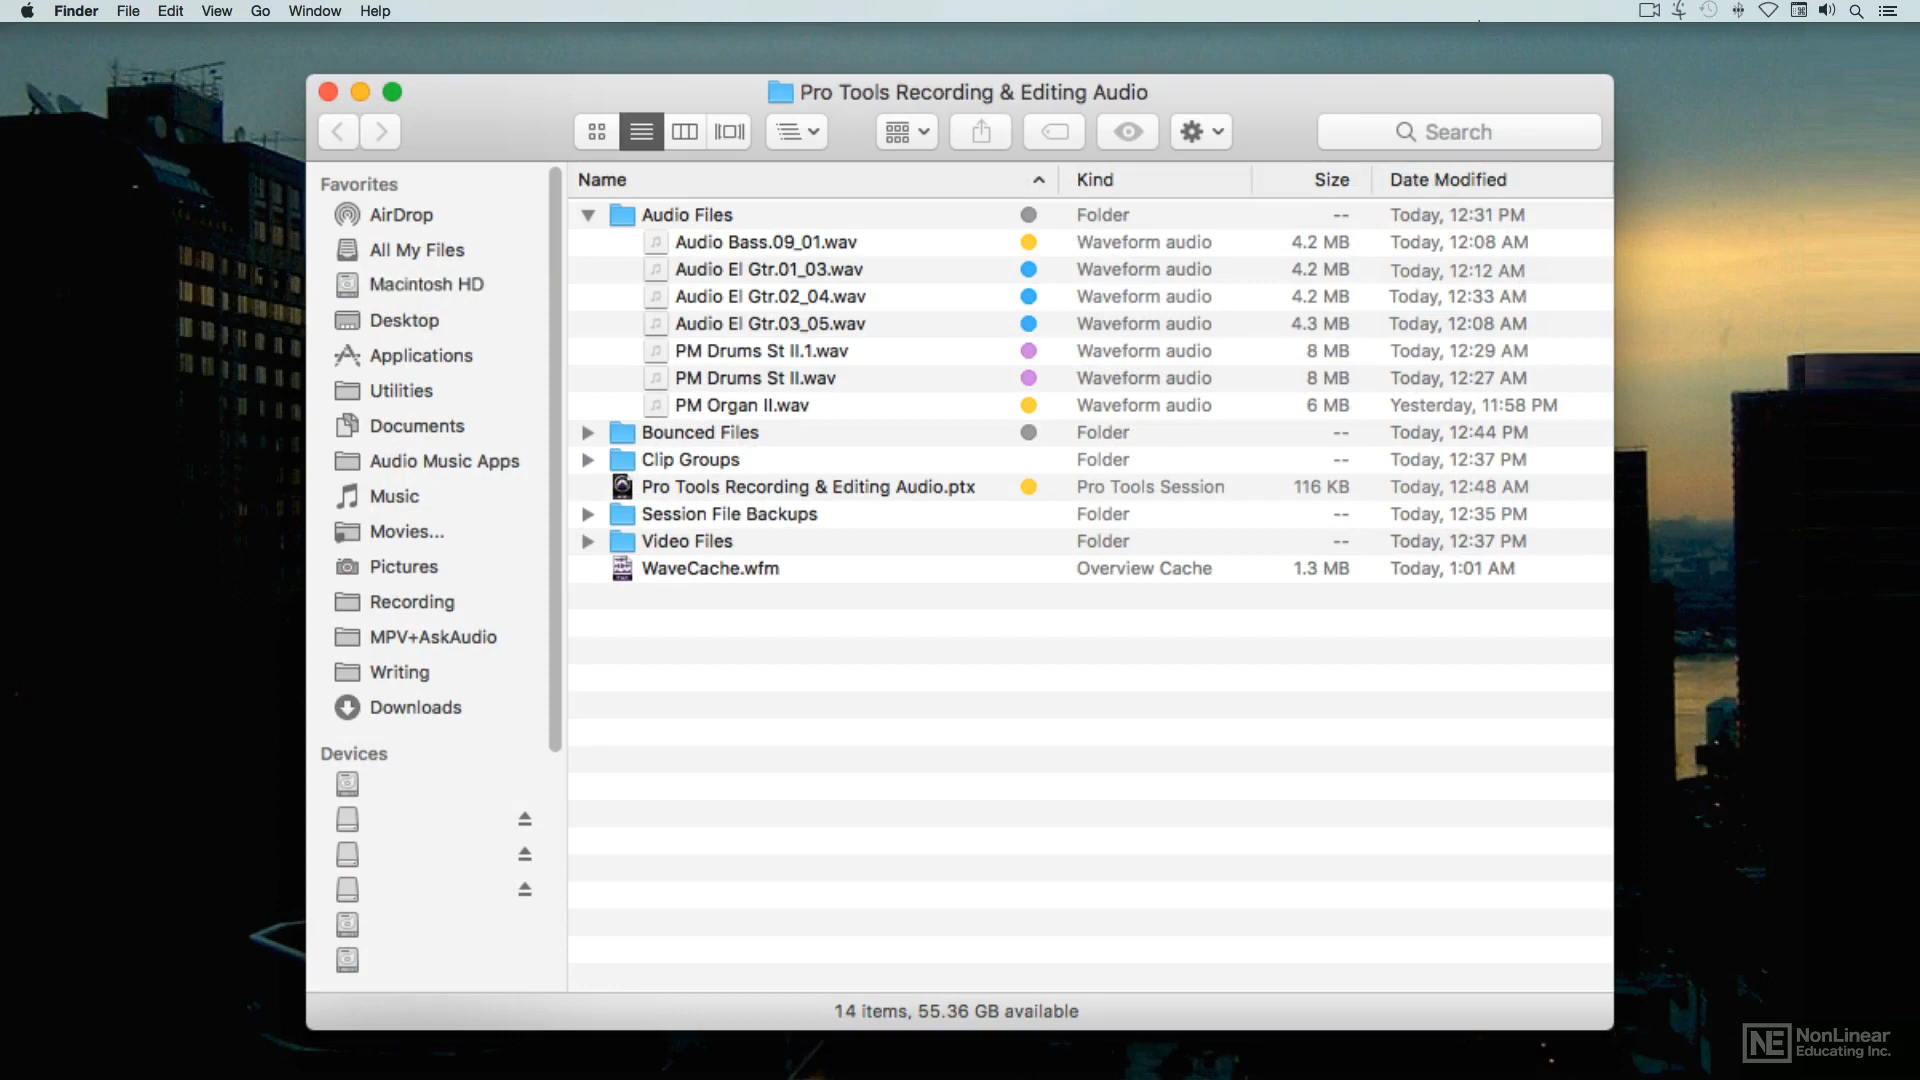 Finder File Edit View Go Window Help
Pro Tools Recording & Editing Audio
Search
Favorites
AirDrop
All My Files
Macintosh HD
Desktop
Applications
Utilities
Documents
Audio Music Apps
Music
Movies...
Pictures
Recording
MPV+AskAudio
Writing
Downloads
Devices
Name Kind Size Date Modified
Audio Files Folder -- Today, 12:31 PM
Audio Bass.09_01.wav Waveform audio 4.2 MB Today, 12:08 AM
Audio El Gtr.01_03.wav Waveform audio 4.2 MB Today, 12:12 AM
Audio El Gtr.02_04.wav Waveform audio 4.2 MB Today, 12:33 AM
Audio El Gtr.03_05.wav Waveform audio 4.3 MB Today, 12:08 AM
PM Drums St II.1.wav Waveform audio 8 MB Today, 12:29 AM
PM Drums St II.wav Waveform audio 8 MB Today, 12:27 AM
PM Organ II.wav Waveform audio 6 MB Yesterday, 11:58 PM
Bounced Files Folder -- Today, 12:44 PM
Clip Groups Folder -- Today, 12:37 PM
Pro Tools Recording & Editing Audio.ptx Pro Tools Session 116 KB Today, 12:48 AM
Session File Backups Folder -- Today, 12:35 PM
Video Files Folder -- Today, 12:37 PM
WaveCache.wfm Overview Cache 1.3 MB Today, 1:01 AM
14 items, 55.36 GB available
NE NonLinear
Educating Inc.